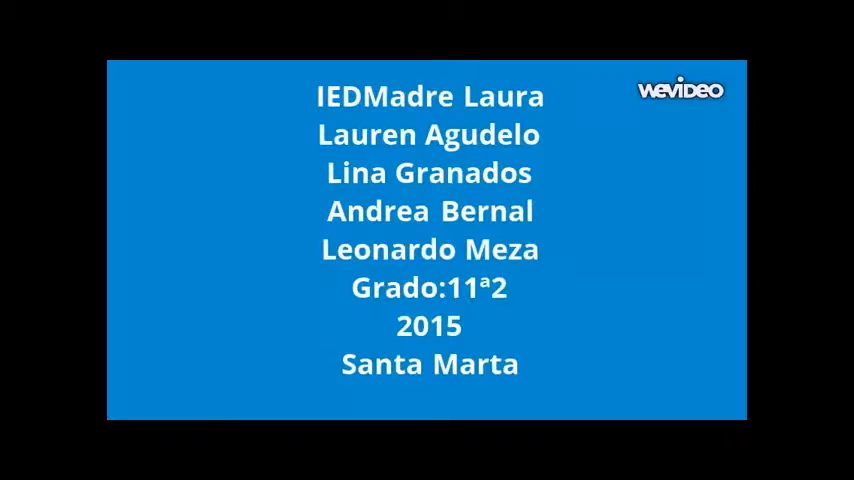 IEDMadre Laura
WeVideo
Lauren Agudelo
Lina Granados
Andrea Bernal
Leonardo Meza
Grado:11ª2
2015
Santa Marta